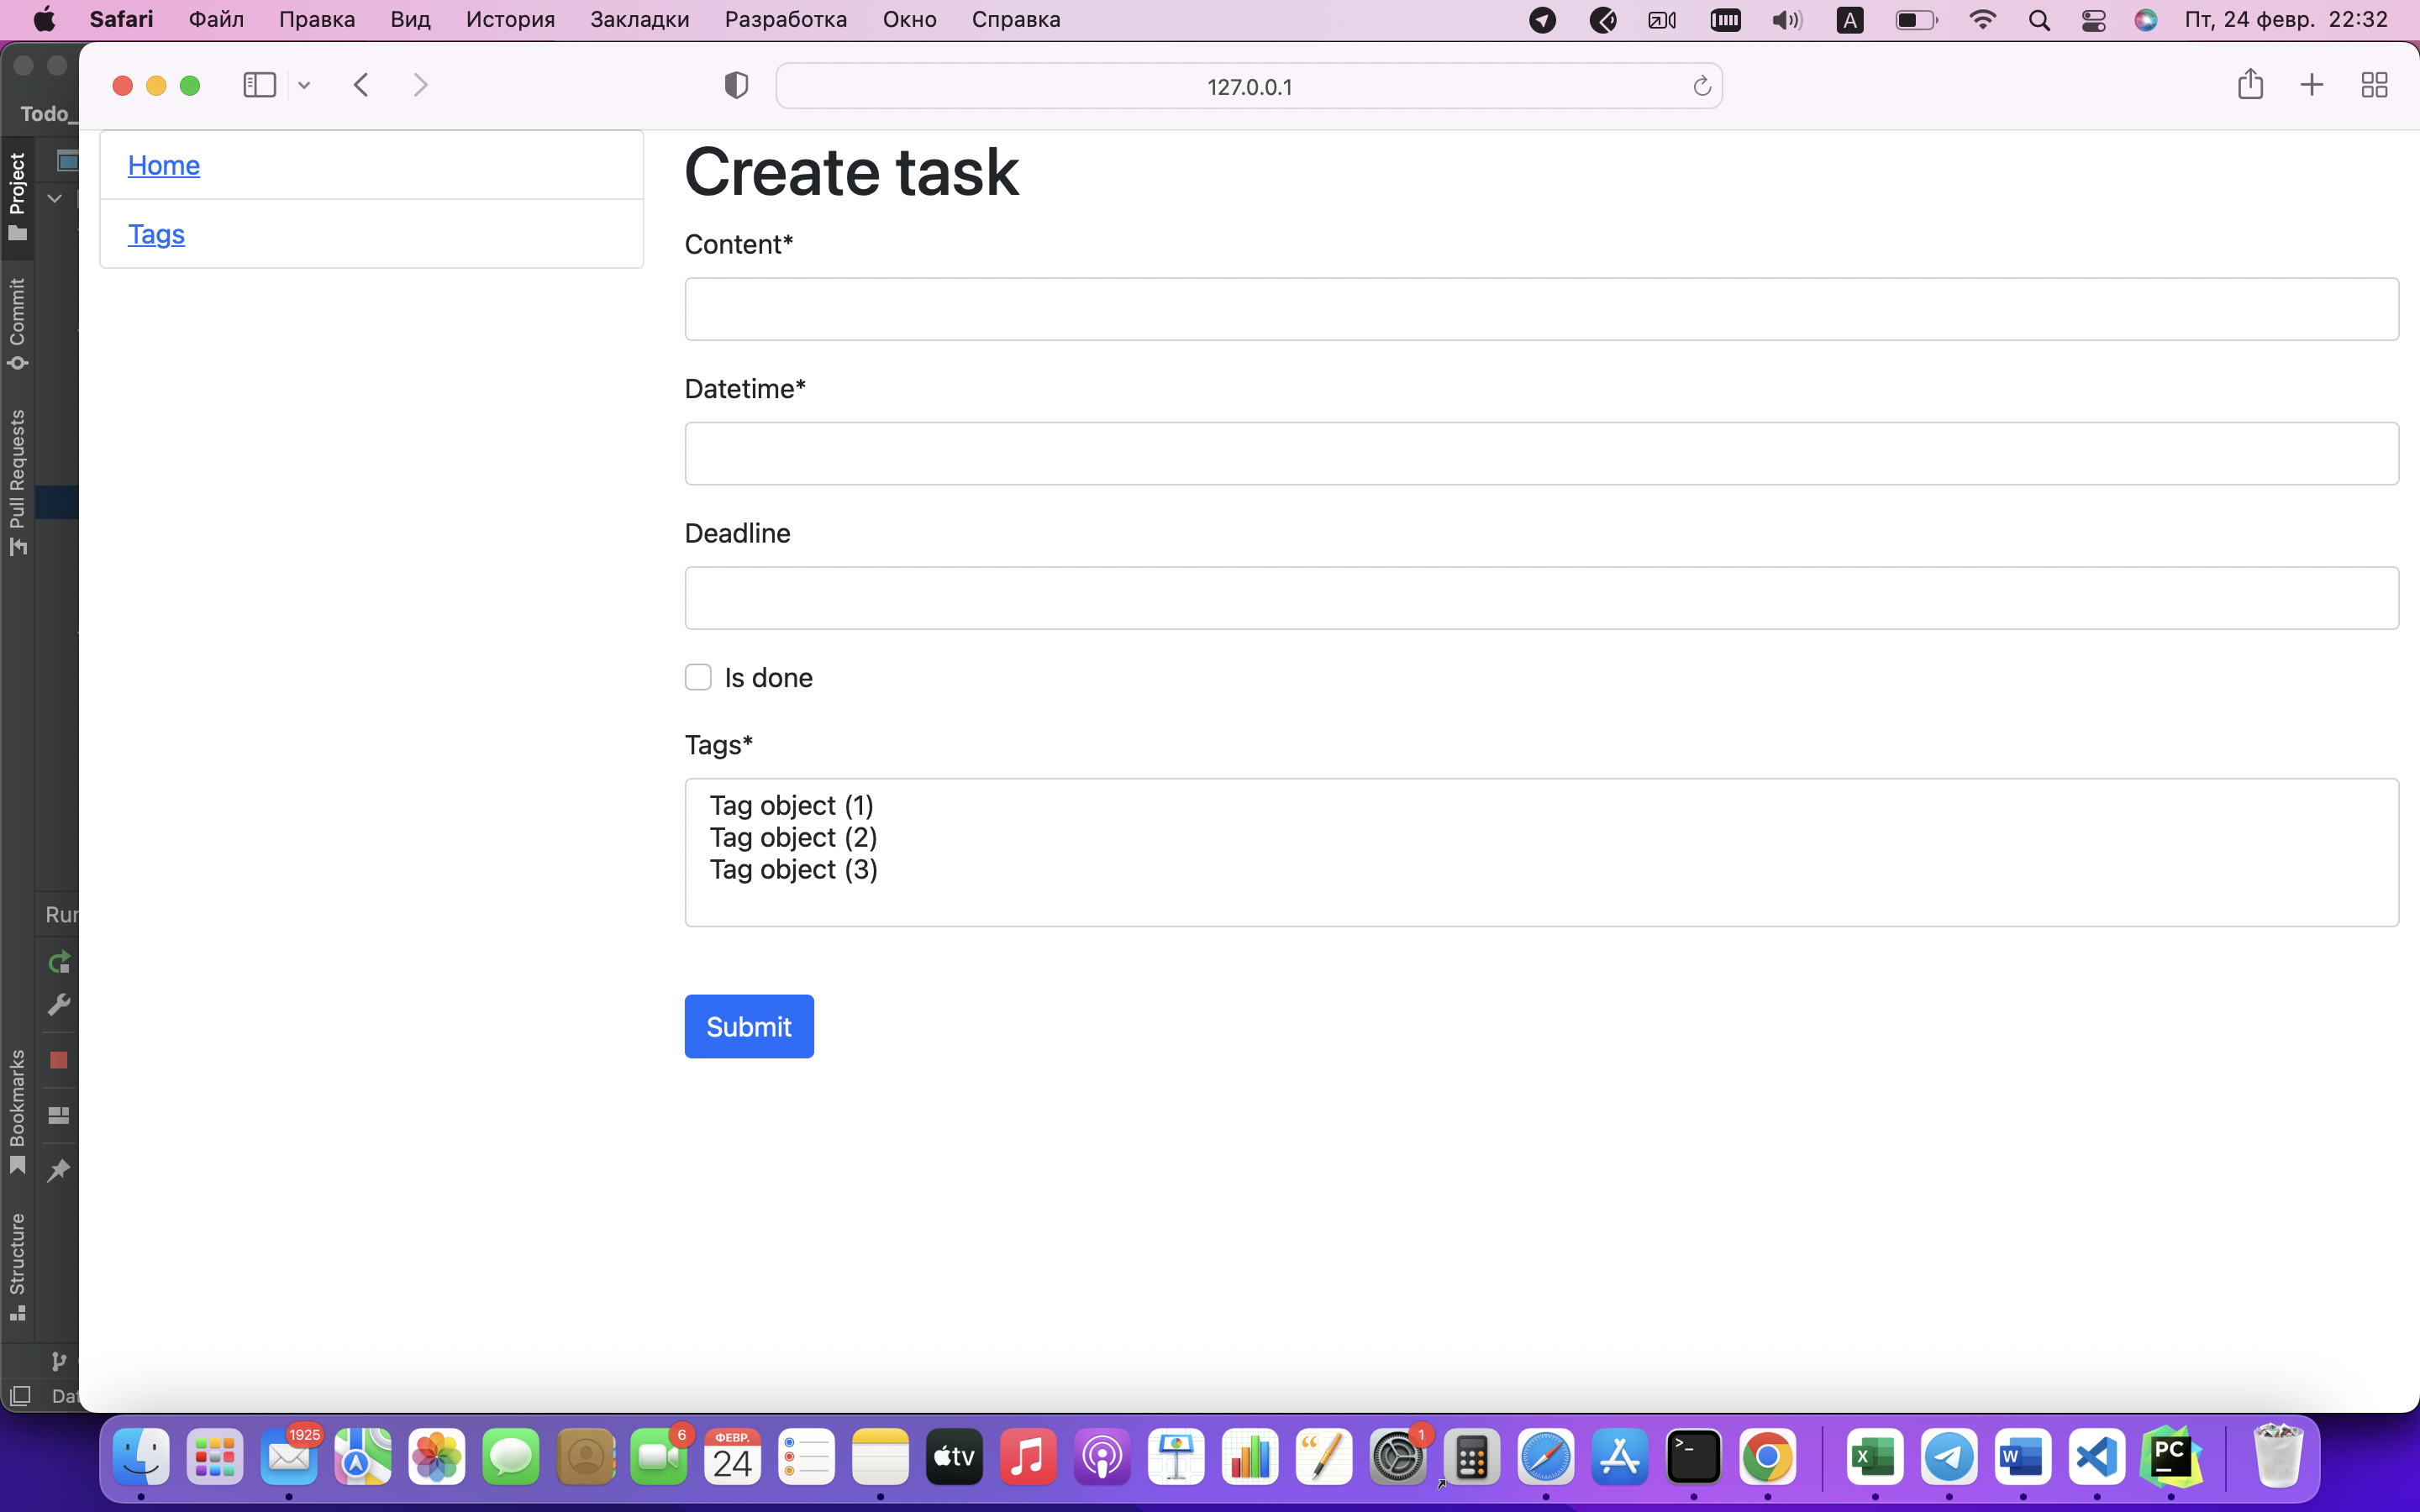 Safari Файл Правка Вид История Закладки Разработка Окно Справка A Пт, 24 февр. 22:32
127.0.0.1
Todo_
Project
Commit
Pull Requests
Bookmarks
Structure
Home
Tags
Create task
Content*
Datetime*
Deadline
Is done
Tags*
Tag object (1)
Tag object (2)
Tag object (3)
Submit
1925
6
ФЕВР.
24
tv
1
X
W
PC